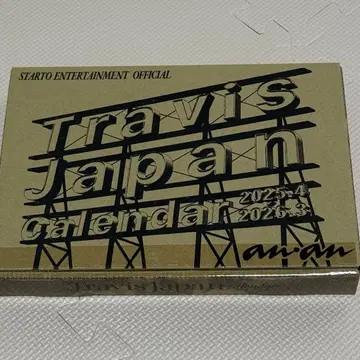 STARTO ENTERTAINMENT OFFICIAL
Travis
Japan
Calendar 2025.4
2026.3
an・an
Travis Japan